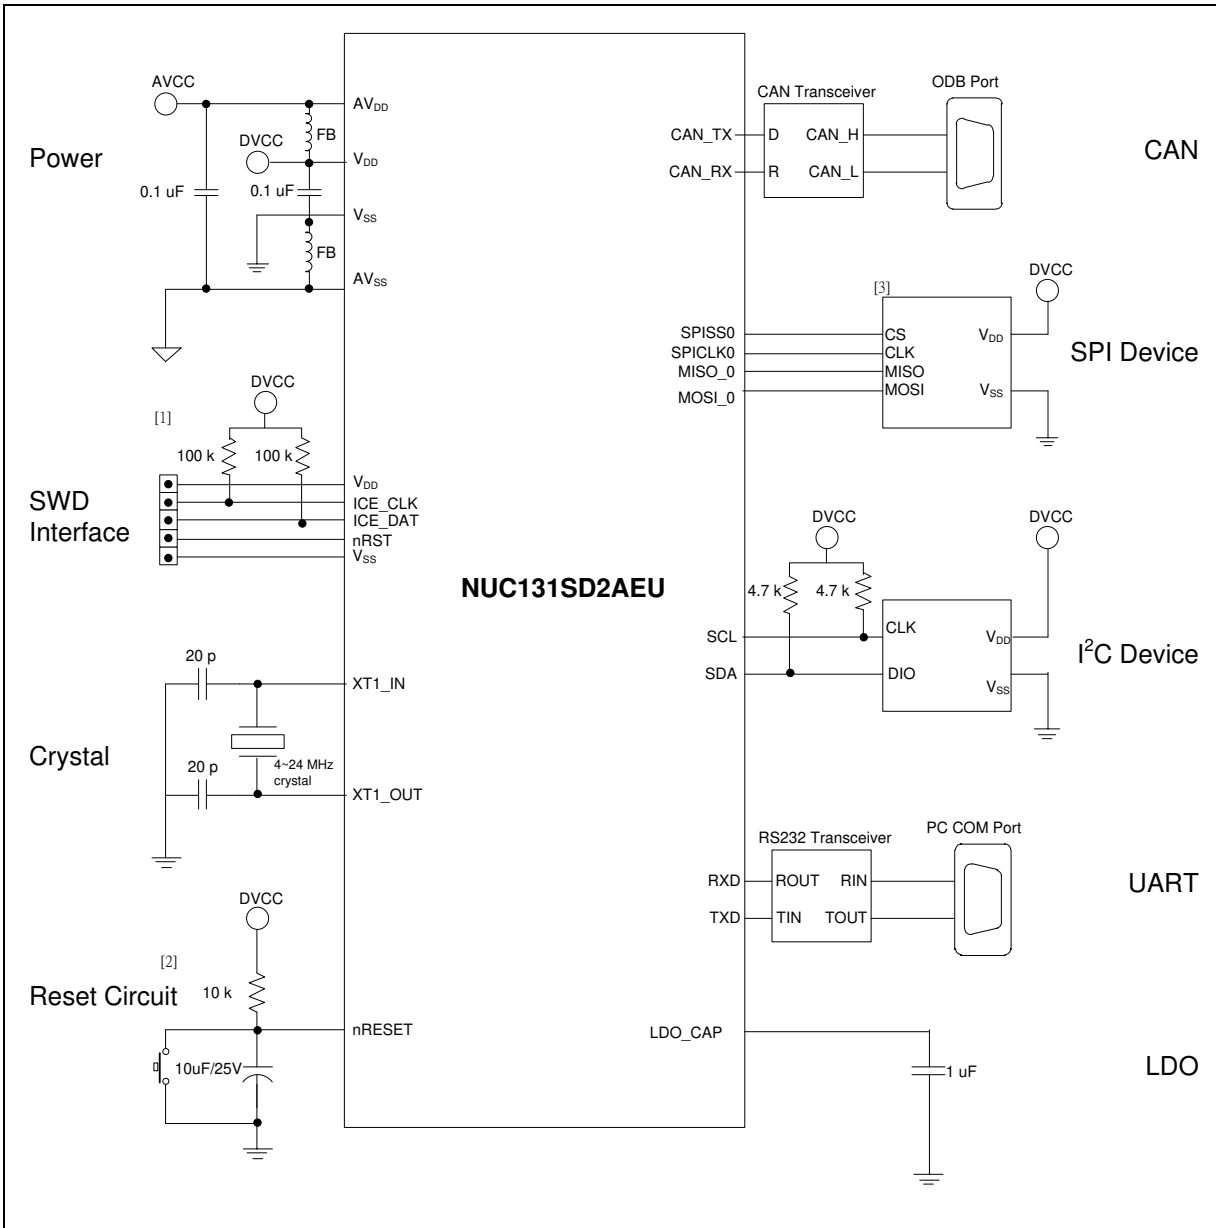 Power
AVCC
DVCC
FB
0.1 uF
0.1 uF
FB
AVDD
VDD
VSS
AVSS
SWD
Interface
[1]
DVCC
100 k
100 k
VDD
ICE_CLK
ICE_DAT
nRST
VSS
Crystal
20 p
20 p
4~24 MHz
crystal
XT1_IN
XT1_OUT
Reset Circuit
[2]
DVCC
10 k
10uF/25V
nRESET
NUC131SD2AEU
CAN_TX
CAN_RX
CAN Transceiver
D
R
CAN_H
CAN_L
ODB Port
CAN
SPISS0
SPICLK0
MISO_0
MOSI_0
[3]
CS
CLK
MISO
MOSI
VDD
VSS
DVCC
SPI Device
DVCC
4.7 k
4.7 k
SCL
SDA
CLK
DIO
VDD
VSS
DVCC
I2C Device
RXD
TXD
RS232 Transceiver
ROUT
TIN
RIN
TOUT
PC COM Port
UART
LDO_CAP
1 uF
LDO